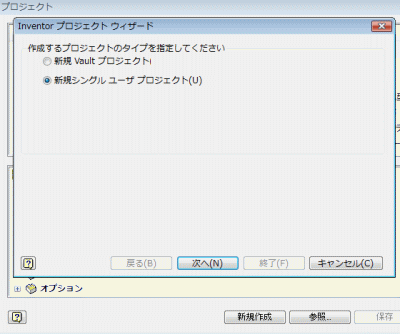 プロジェクト
Inventor プロジェクト ウィザード
作成するプロジェクトのタイプを指定してください
新規 Vault プロジェクト(
新規シングル ユーザ プロジェクト(U)
戻る(B)
次へ(N)
終了(F)
キャンセル(C)
オプション
新規作成
参照...
保存